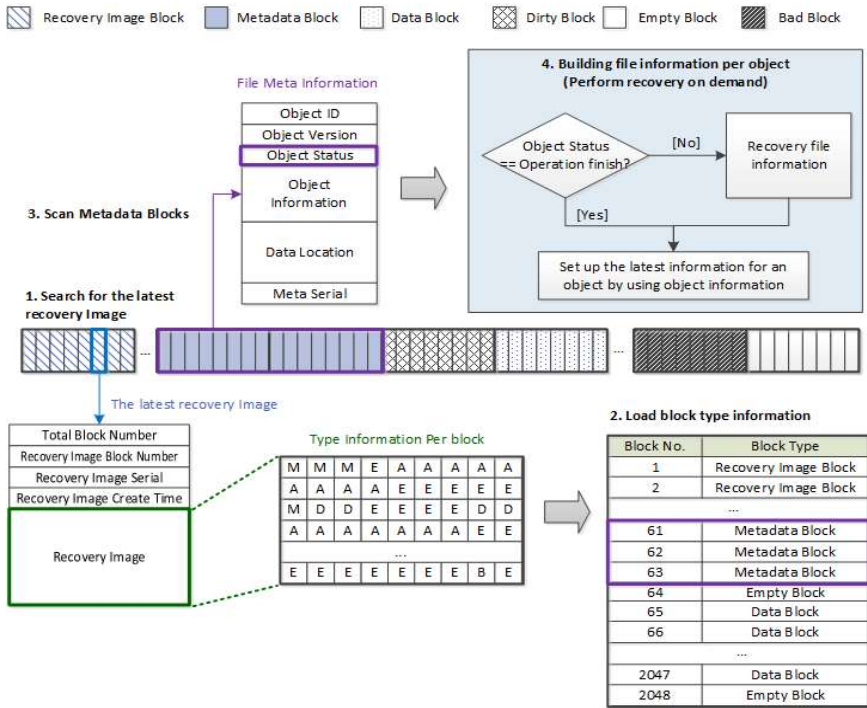 Recovery Image Block Metadata Block Data Block Dirty Block Empty Block Bad Block
File Meta Information
Object ID
Object Version
Object Status
Object
Information
Data Location
Meta Serial
4. Building file information per object
(Perform recovery on demand)
Object Status
== Operation finish?
[No]
Recovery file
information
[Yes]
Set up the latest information for an
object by using object information
3. Scan Metadata Blocks
1. Search for the latest
recovery Image
...
...
The latest recovery Image
Total Block Number
Recovery Image Block Number
Recovery Image Serial
Recovery Image Create Time
Recovery Image
Type Information Per block
M M M E A A A A A
A A A A E E E E E
M D D E E E E D D
A A A A A A A E E
...
E E E E E E E B E
2. Load block type information
Block No. Block Type
1 Recovery Image Block
2 Recovery Image Block
...
61 Metadata Block
62 Metadata Block
63 Metadata Block
64 Empty Block
65 Data Block
66 Data Block
...
2047 Data Block
2048 Empty Block